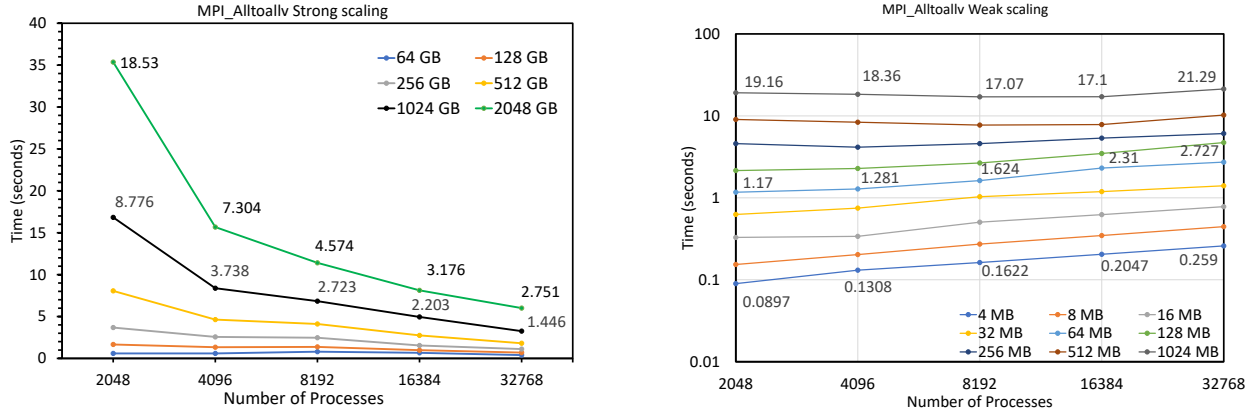 MPI_Alltoallv Strong scaling
40
35
30
25
20
15
10
5
0
Time (seconds)
64 GB 128 GB
256 GB 512 GB
1024 GB 2048 GB
18.53
8.776
7.304
3.738
4.574
2.723
3.176
2.203
2.751
1.446
2048 4096 8192 16384 32768
Number of Processes
MPI_Alltoallv Weak scaling
100
10
1
0.1
0.01
Time (seconds)
19.16 18.36 17.07 17.1 21.29
1.17 1.281 1.624 2.31 2.727
0.0897 0.1308 0.1622 0.2047 0.259
4 MB 8 MB 16 MB
32 MB 64 MB 128 MB
256 MB 512 MB 1024 MB
2048 4096 8192 16384 32768
Number of Processes